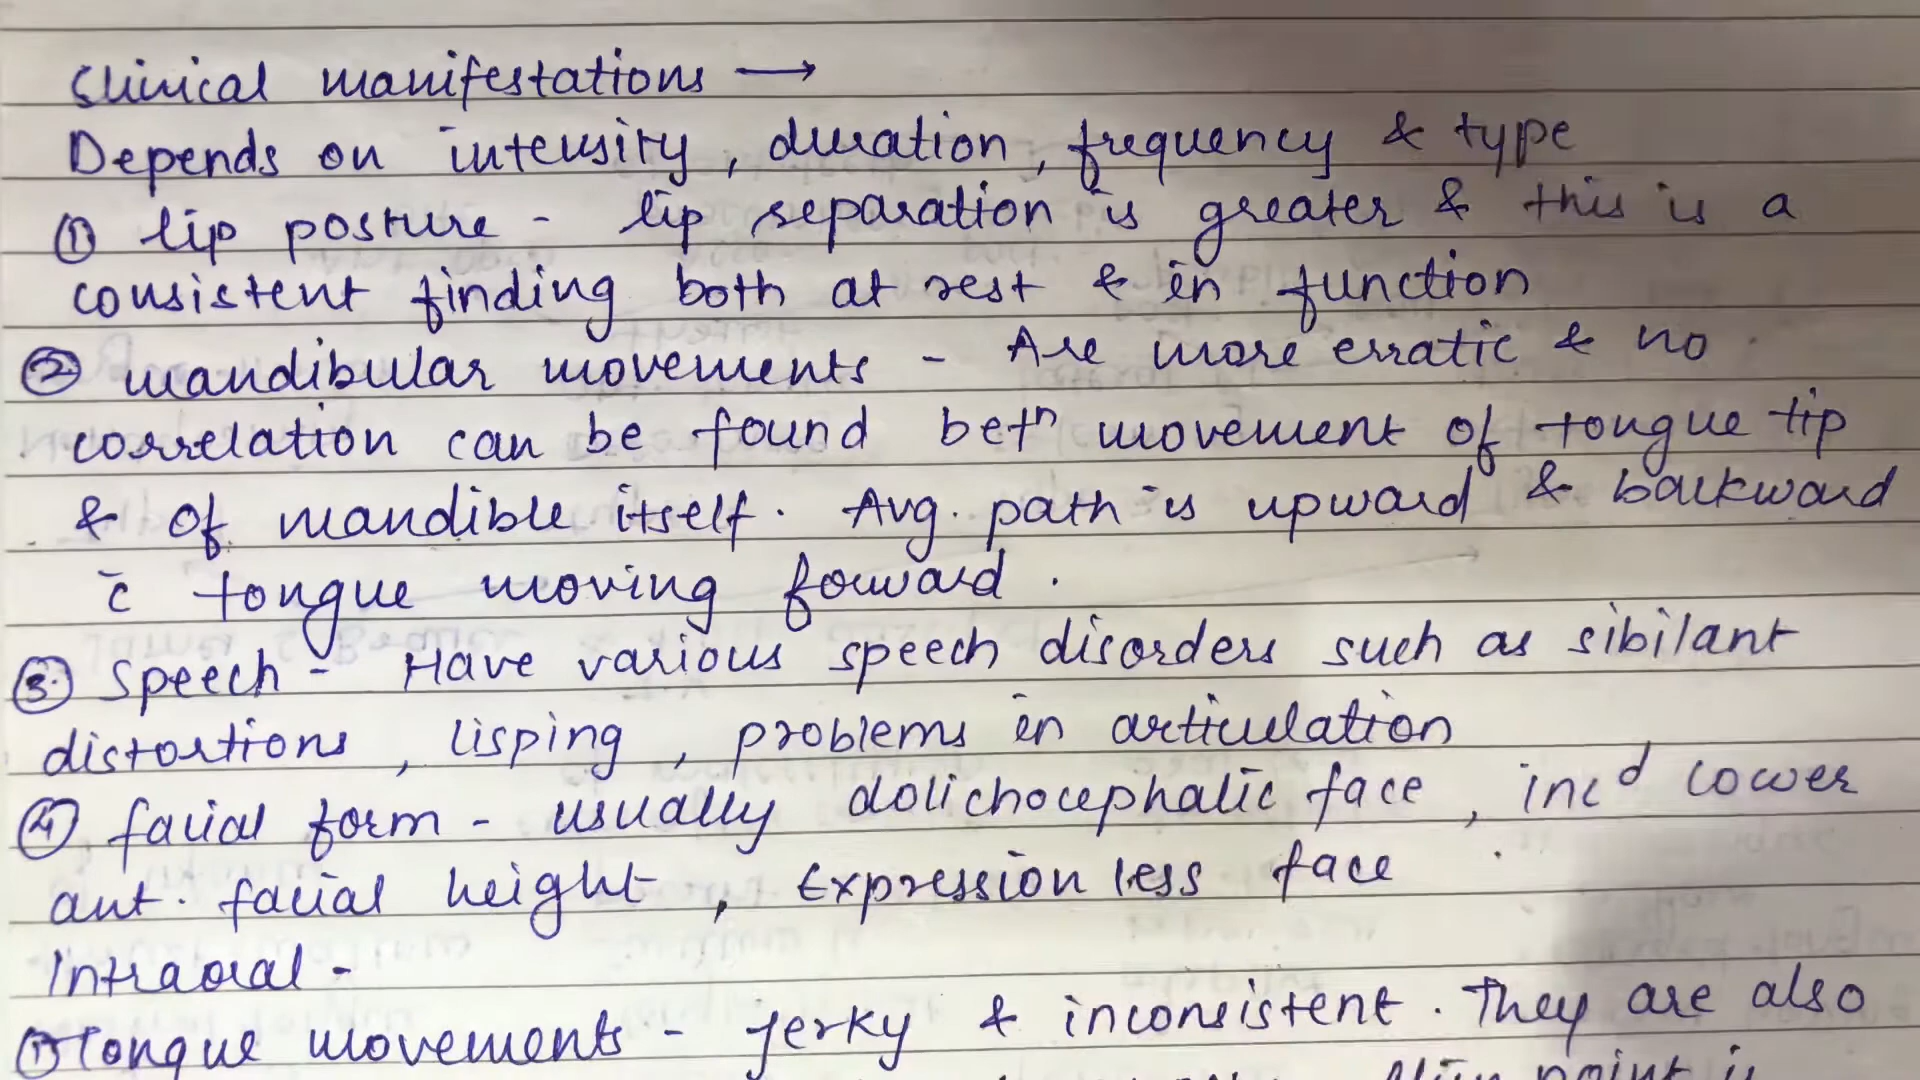 Clinical manifestations →
Depends on intensity, duration, frequency & type
① lip posture - lip separation is greater & this is a
consistent finding both at rest & in function
② mandibular movements - Are more erratic & no
correlation can be found betⁿ movement of tongue tip
& of mandible itself. Avg. path is upward & backward
c̄ tongue moving forward.
③ Speech - Have various speech disorders such as sibilant
distortions, lisping, problems in articulation
④ facial form - usually dolichocephalic face, incᵈ lower
ant. facial height, Expressionless face
Intraoral -
① Tongue movements - jerky & inconsistent. They are also
point is